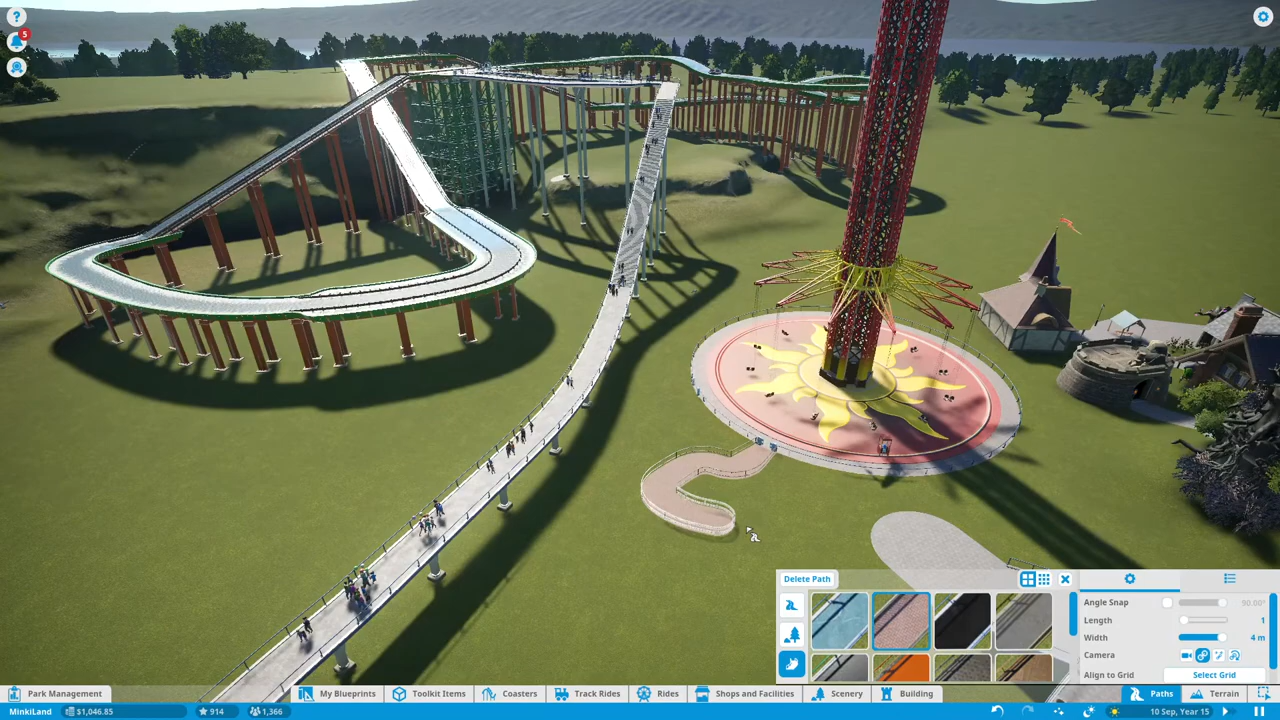 ?
5
Delete Path
Angle Snap 90.00°
Length 1
Width 4 m
Camera
Align to Grid Select Grid
Park Management My Blueprints Toolkit Items Coasters Track Rides Rides Shops and Facilities Scenery Building Paths Terrain
MinkiLand $1,046.85 914 1,366 10 Sep, Year 15